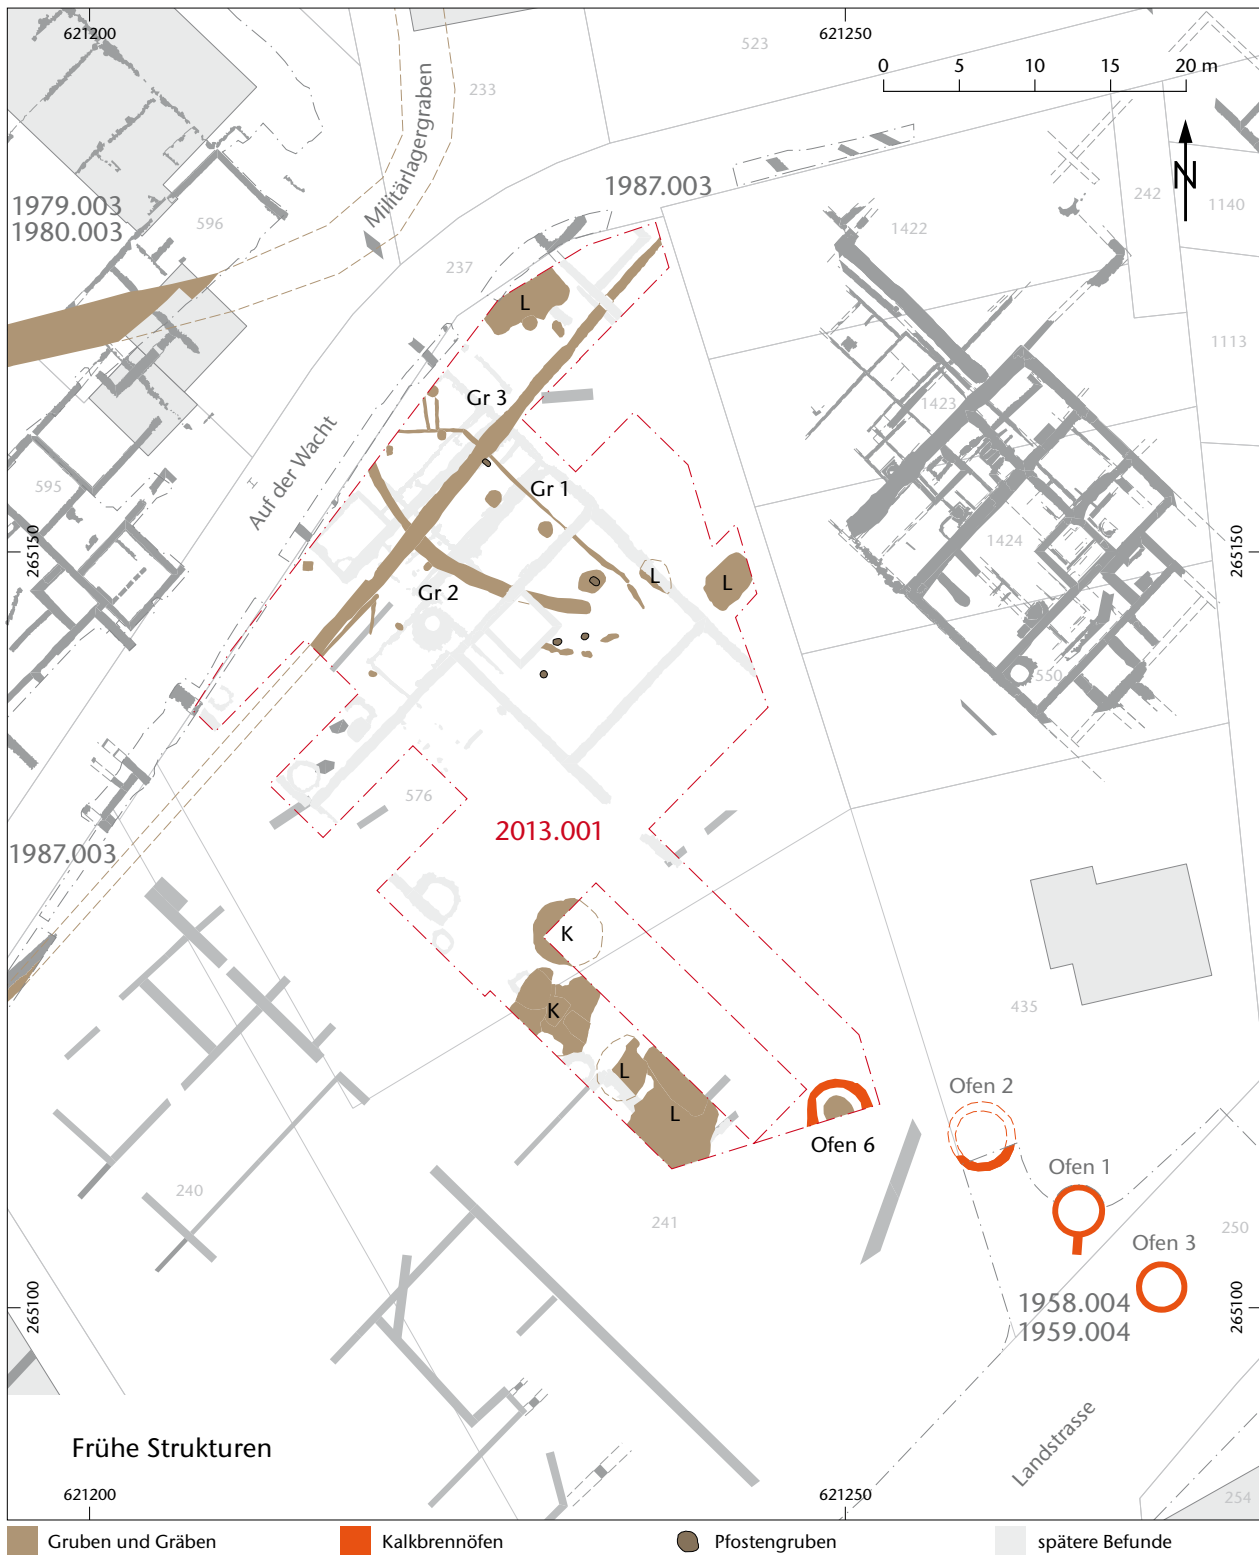 621200
621250
523
0 5 10 15 20 m
233
Militärlagergraben
N
1987.003
1979.003
1980.003
596
242
1140
1422
237
L
1113
Gr 3
1423
Auf der Wacht
595
Gr 1
265150
265150
1424
L
L
Gr 2
550
576
2013.001
1987.003
K
435
K
L
Ofen 2
L
Ofen 6
Ofen 1
240
241
250
Ofen 3
265100
1958.004
1959.004
265100
Landstrasse
Frühe Strukturen
254
621200
621250
Gruben und Gräben
Kalkbrennöfen
Pfostengruben
spätere Befunde